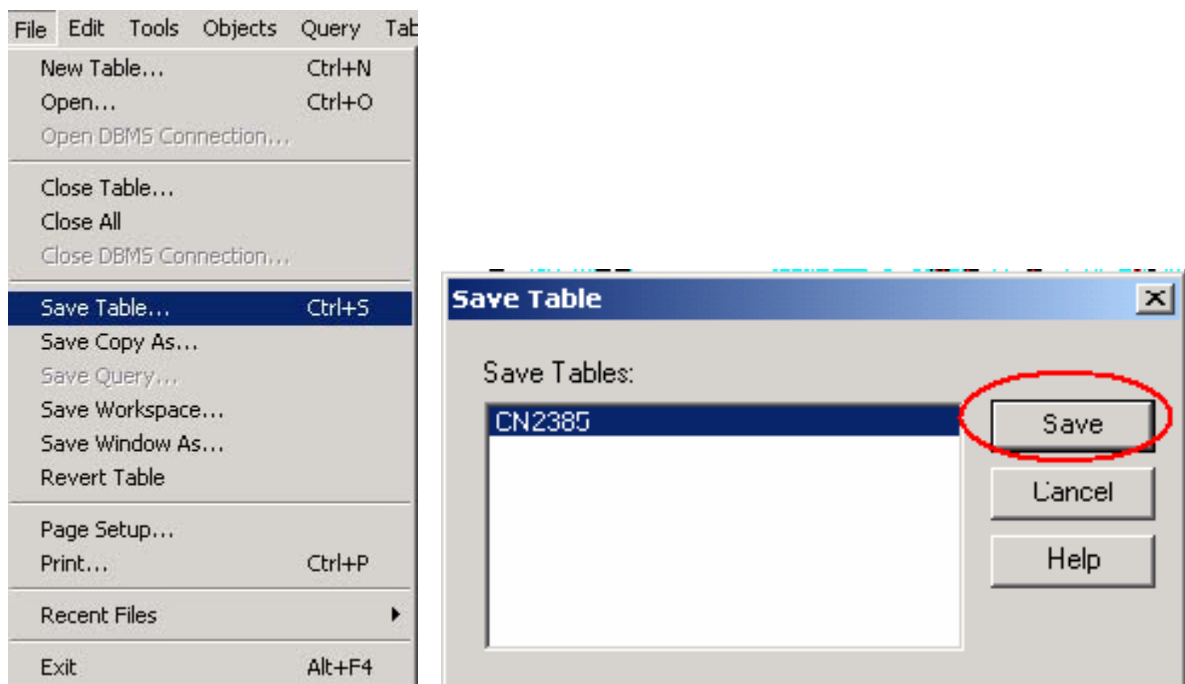 File Edit Tools Objects Query Tab
New Table... Ctrl+N
Open... Ctrl+O
Open DBMS Connection...
Close Table...
Close All
Close DBMS Connection...
Save Table... Ctrl+S
Save Copy As...
Save Query...
Save Workspace...
Save Window As...
Revert Table
Page Setup...
Print... Ctrl+P
Recent Files
Exit Alt+F4
Save Table
Save Tables:
CN2385
Save
Cancel
Help